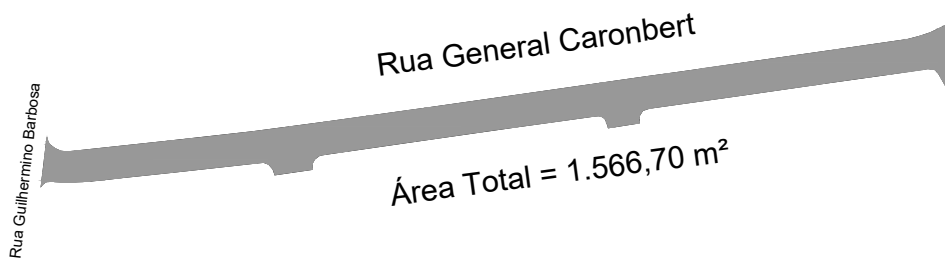 Rua General Caronbert
Rua Guilhermino Barbosa
Área Total = 1.566,70 m²